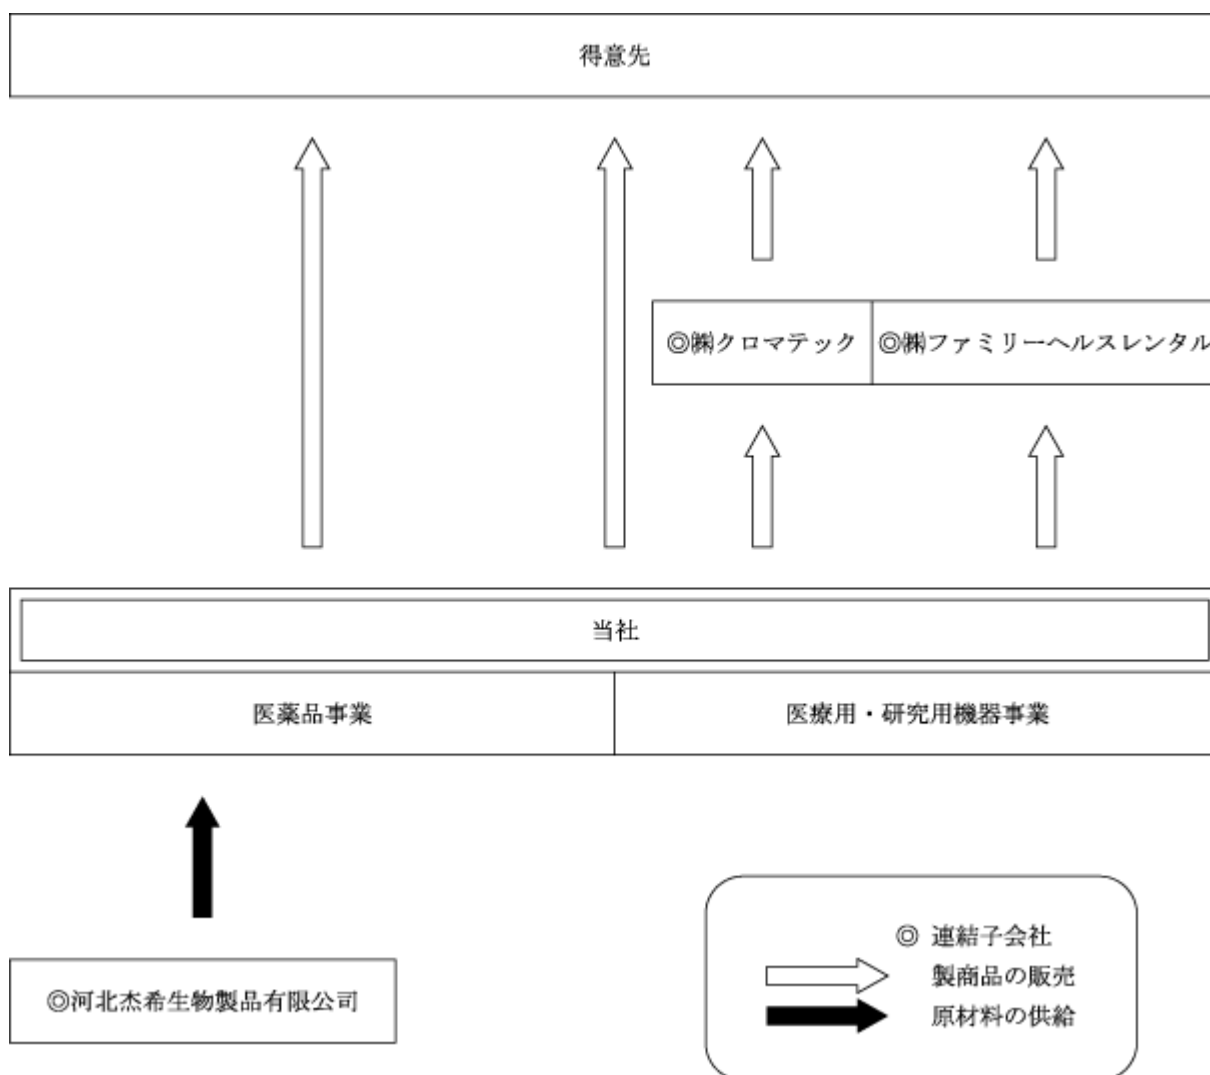 得意先
◎㈱クロマテック
◎㈱ファミリーヘルスレンタル
当社
医薬品事業
医療用・研究用機器事業
◎河北杰希生物製品有限公司
◎ 連結子会社
製商品の販売
原材料の供給